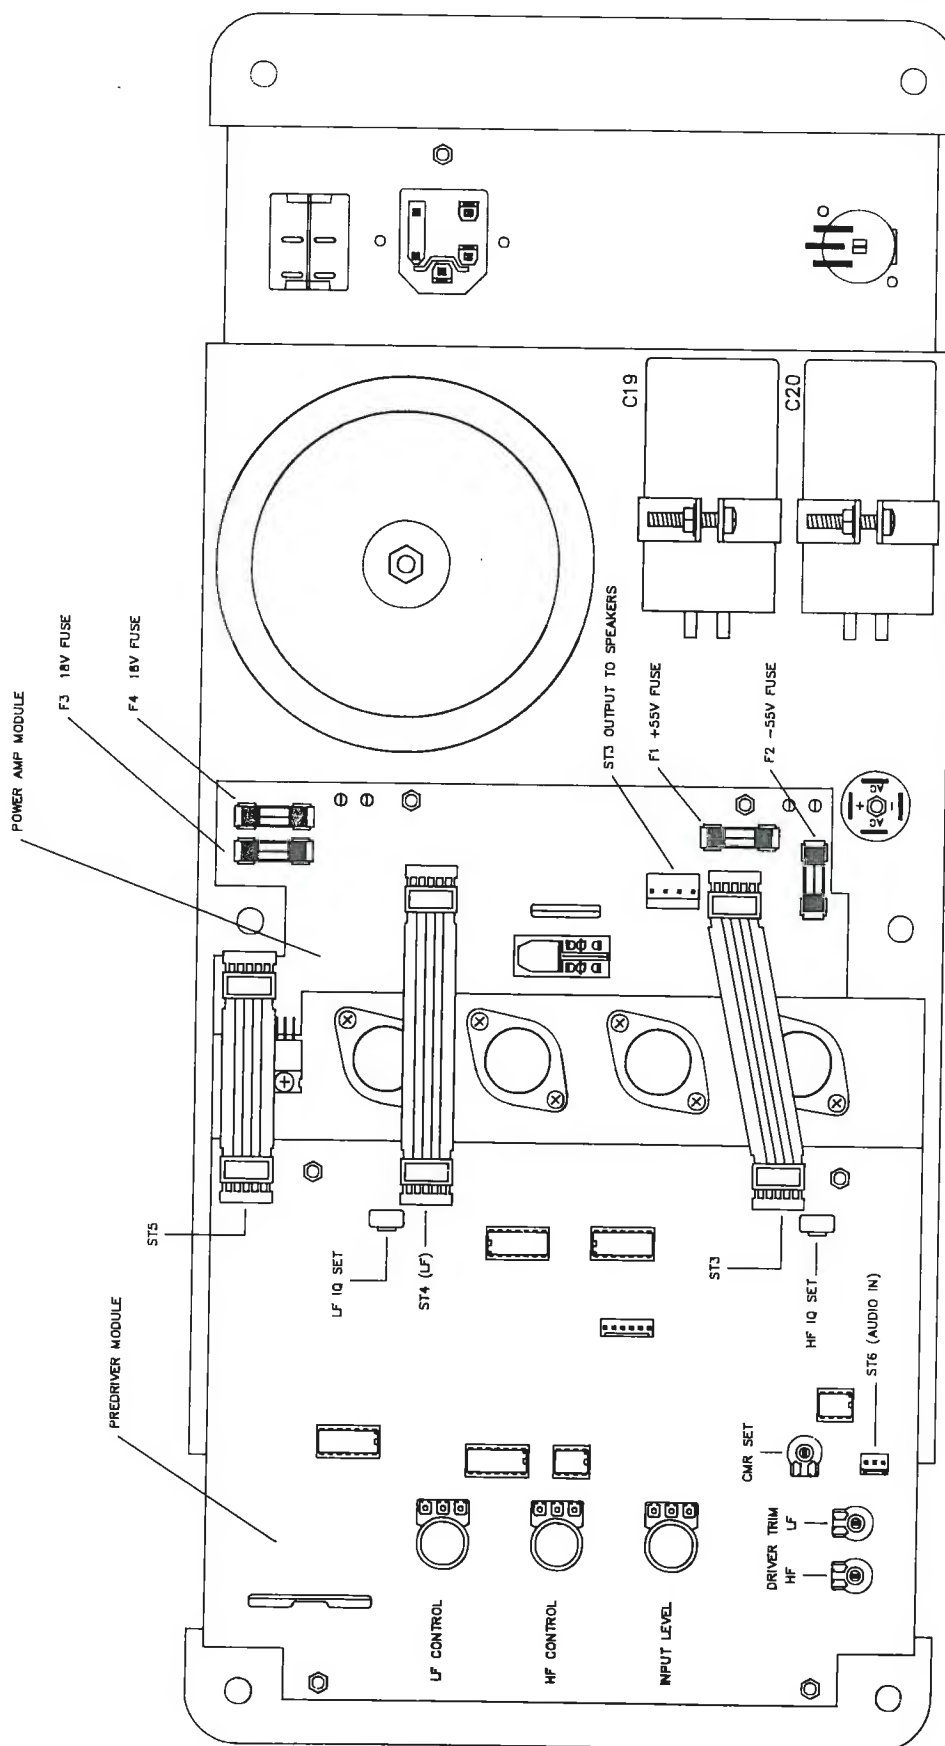 POWER AMP MODULE
F3 18V FUSE
F4 18V FUSE
C19
C20
ST3 OUTPUT TO SPEAKERS
F1 +55V FUSE
F2 -55V FUSE
AC
+
-
AC
PREDRIVER MODULE
ST5
LF IQ SET
ST4 (LF)
ST3
HF IQ SET
ST6 (AUDIO IN)
CMR SET
DRIVER TRIM
HF
LF
LF CONTROL
HF CONTROL
INPUT LEVEL